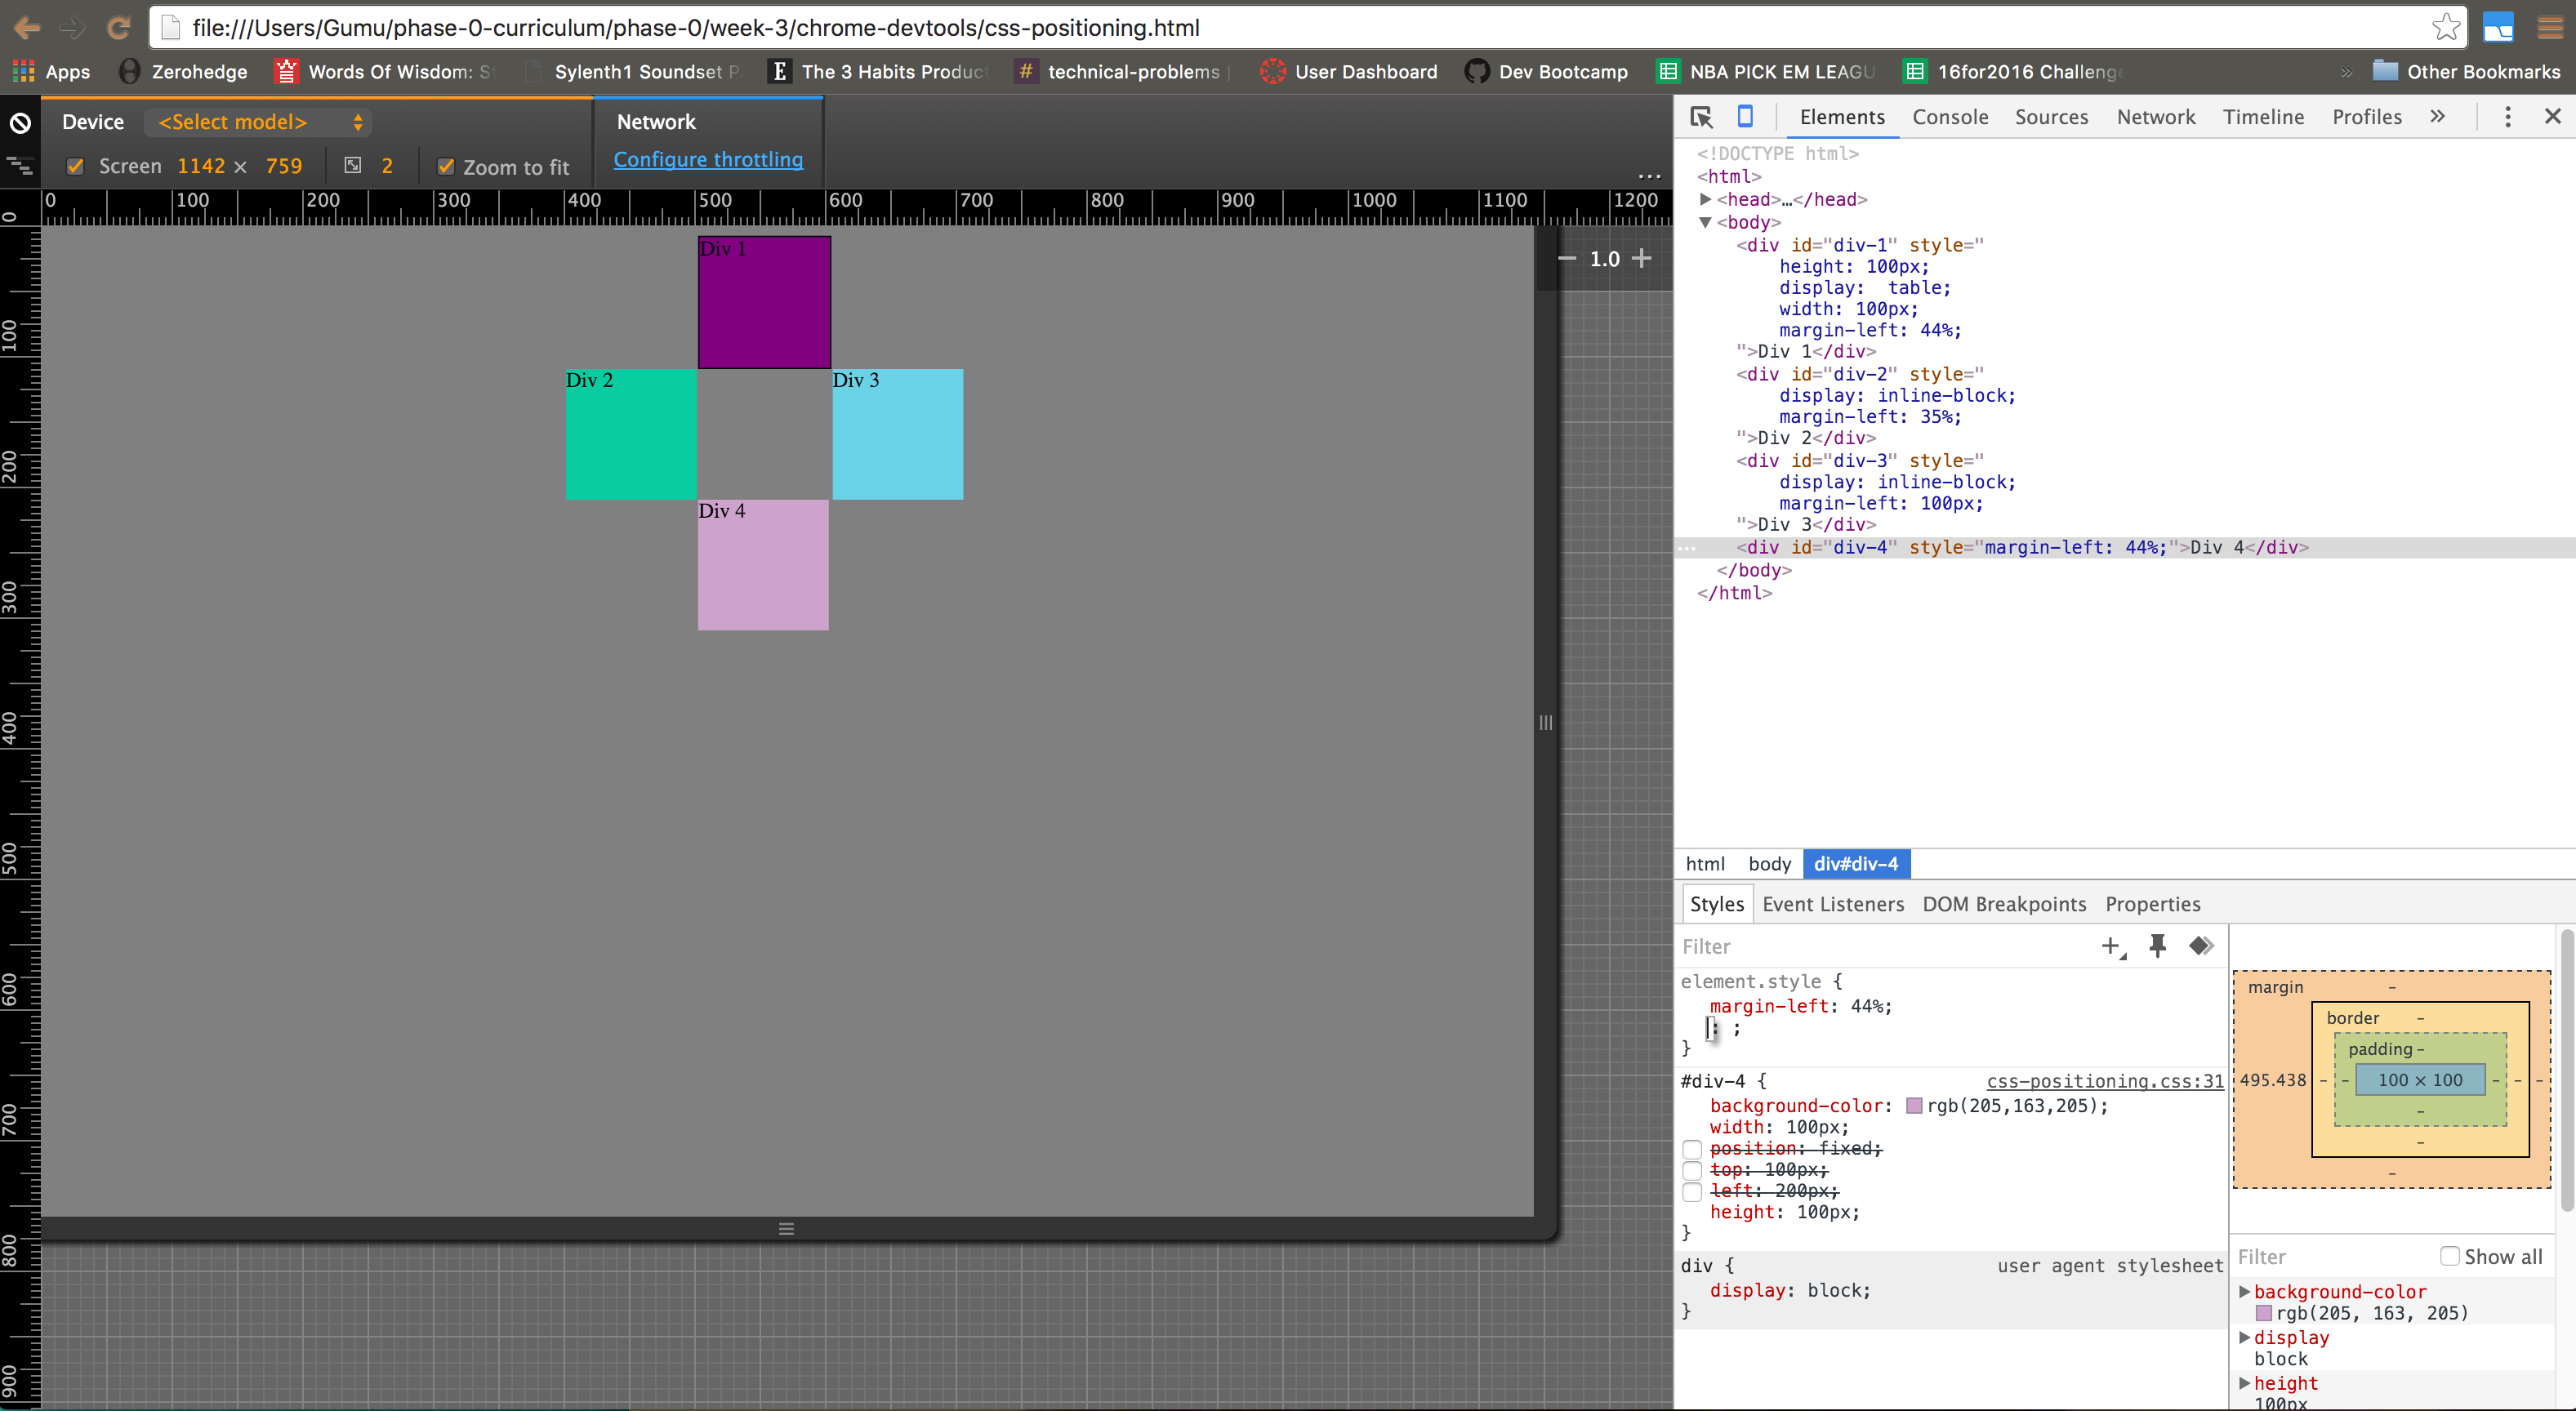 file:///Users/Gumu/phase-0-curriculum/phase-0/week-3/chrome-devtools/css-positioning.html
Apps Zerohedge Words Of Wisdom: S Sylenth1 Soundset P The 3 Habits Produc # technical-problems | User Dashboard Dev Bootcamp NBA PICK EM LEAGU 16for2016 Challenge » Other Bookmarks
Device <Select model> Network
Screen 1142 × 759 2 Zoom to fit Configure throttling ...
0 100 200 300 400 500 600 700 800 900 1000 1100 1200
0
100
200
300
400
500
600
700
800
900
Div 1
Div 2
Div 3
Div 4
1.0
Elements Console Sources Network Timeline Profiles »
<!DOCTYPE html>
<html>
<head>…</head>
<body>
<div id="div-1" style="
height: 100px;
display:  table;
width: 100px;
margin-left: 44%;
">Div 1</div>
<div id="div-2" style="
display: inline-block;
margin-left: 35%;
">Div 2</div>
<div id="div-3" style="
display: inline-block;
margin-left: 100px;
">Div 3</div>
<div id="div-4" style="margin-left: 44%;">Div 4</div>
</body>
</html>
html body div#div-4
Styles Event Listeners DOM Breakpoints Properties
Filter
element.style {
margin-left: 44%;
: ;
}
#div-4 { css-positioning.css:31
background-color: rgb(205,163,205);
width: 100px;
position: fixed;
top: 100px;
left: 200px;
height: 100px;
}
div { user agent stylesheet
display: block;
}
margin –
border –
padding –
495.438 – – 100 × 100 – – –
–
–
–
Filter Show all
background-color
rgb(205, 163, 205)
display
block
height
100px